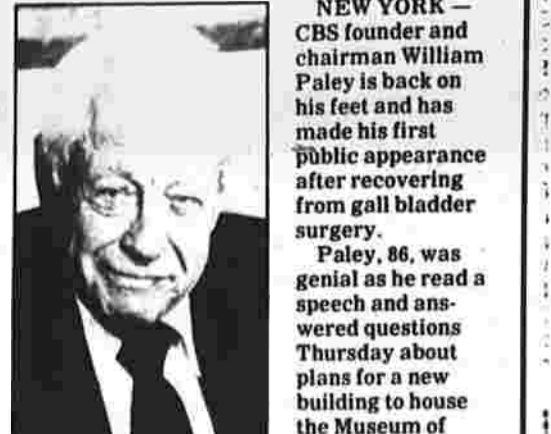 NEW YORK —
CBS founder and
chairman William
Paley is back on
his feet and has
made his first
public appearance
after recovering
from gall bladder
surgery.
Paley, 86, was
genial as he read a
speech and ans-
wered questions
Thursday about
plans for a new
building to house
the Museum of